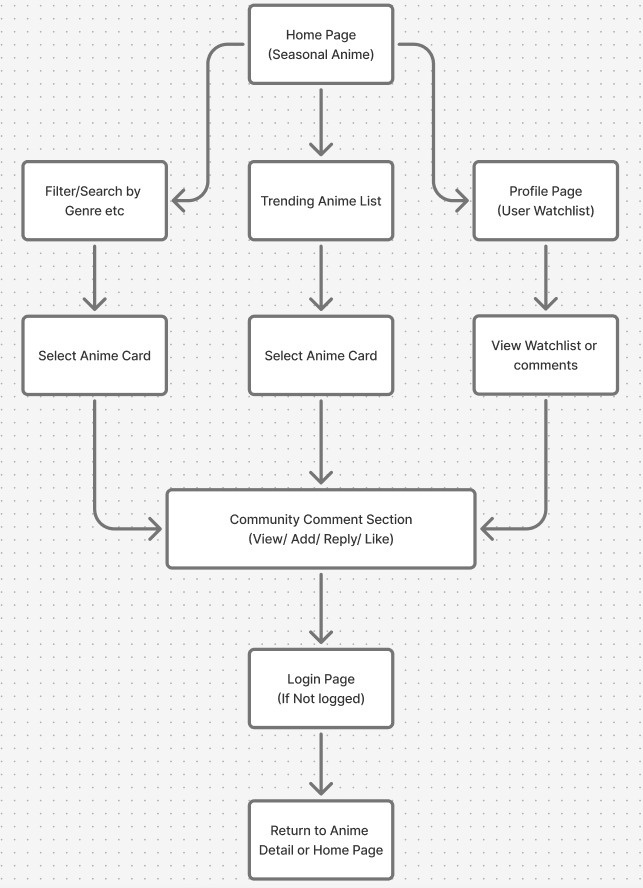 Home Page
(Seasonal Anime)
Filter/Search by
Genre etc
Trending Anime List
Profile Page
(User Watchlist)
Select Anime Card
Select Anime Card
View Watchlist or
comments
Community Comment Section
(View/ Add/ Reply/ Like)
Login Page
(If Not logged)
Return to Anime
Detail or Home Page